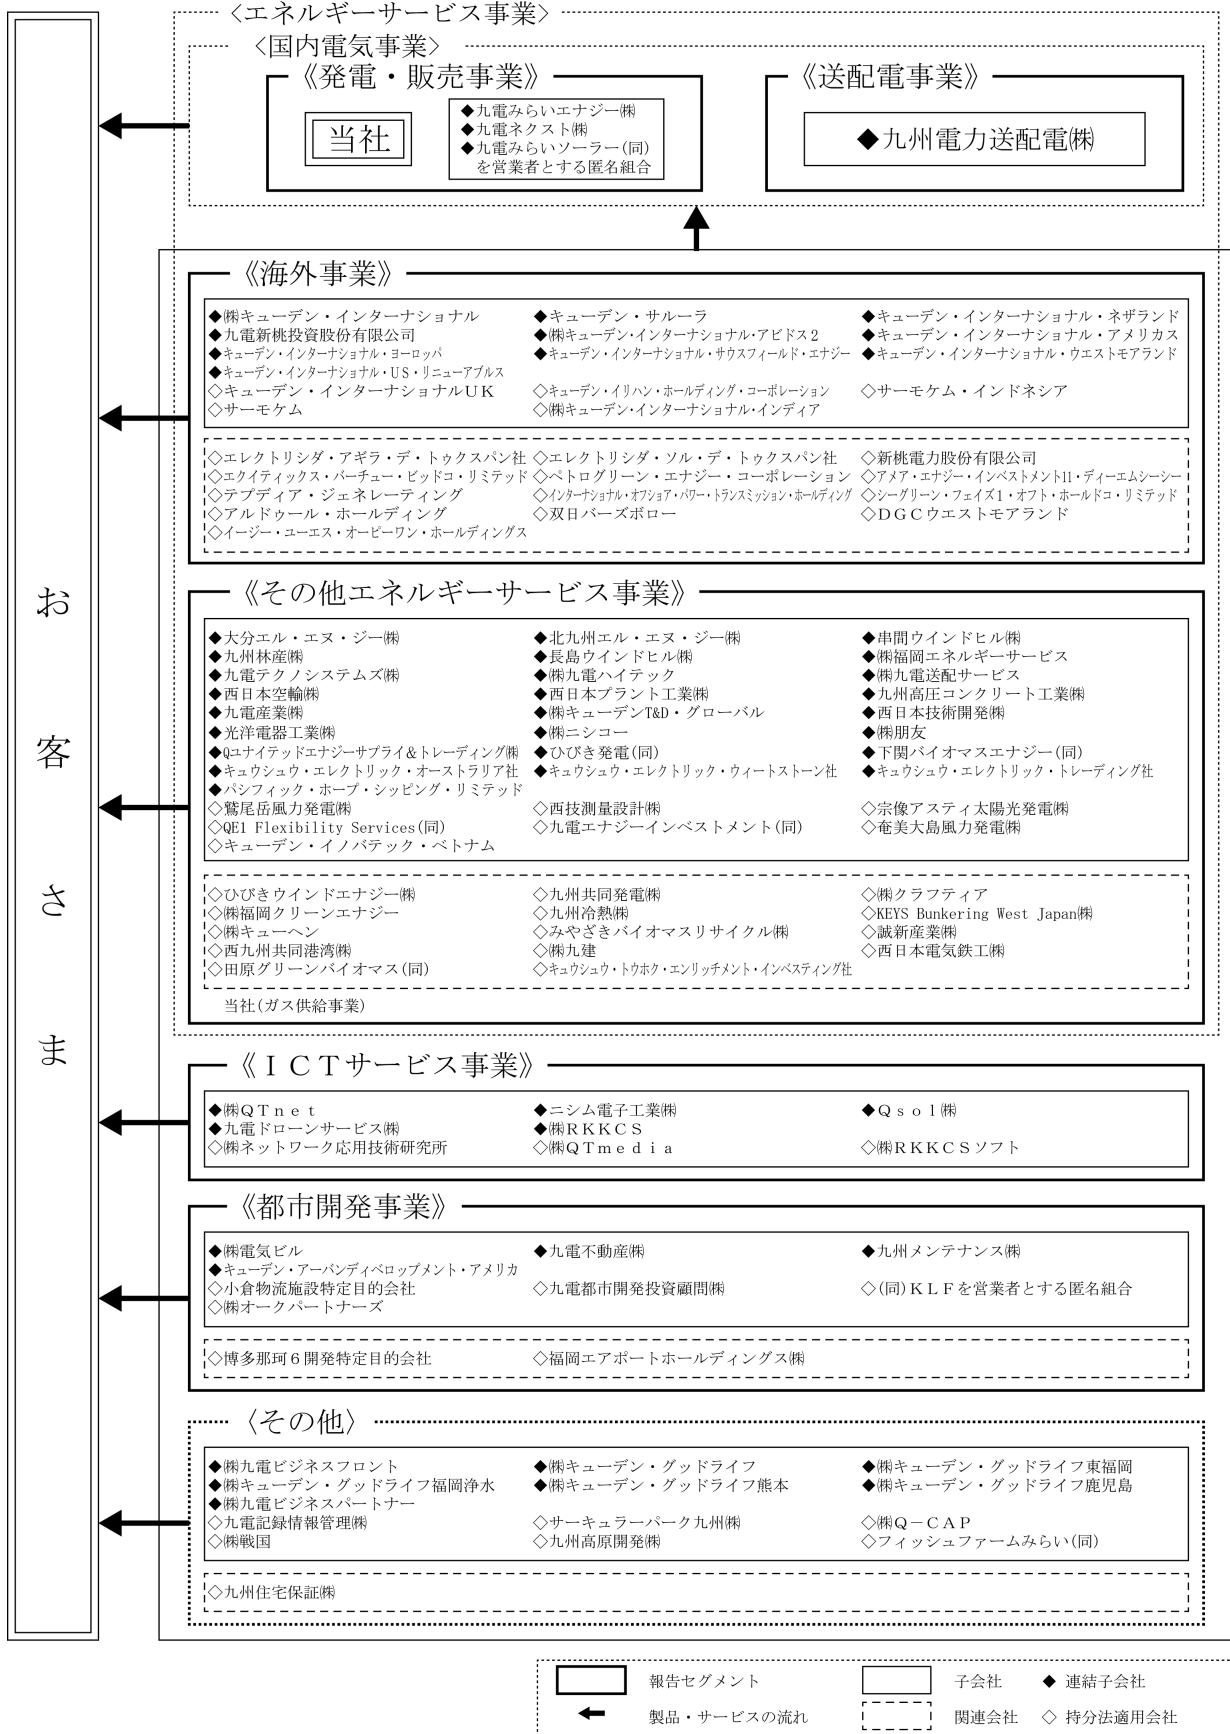 〈エネルギーサービス事業〉
〈国内電気事業〉
《発電・販売事業》
当社
◆九電みらいエナジー㈱
◆九電ネクスト㈱
◆九電みらいソーラー(同)
を営業者とする匿名組合
《送配電事業》
◆九州電力送配電㈱
お客さま
《海外事業》
◆㈱キューデン・インターナショナル ◆キューデン・サルーラ ◆キューデン・インターナショナル・ネザランド
◆九電新桃投資股份有限公司 ◆㈱キューデン・インターナショナル・アビドス2 ◆キューデン・インターナショナル・アメリカス
◆キューデン・インターナショナル・ヨーロッパ ◆キューデン・インターナショナル・サウスフィールド・エナジー ◆キューデン・インターナショナル・ウエストモアランド
◆キューデン・インターナショナル・US・リニューアブルス
◇キューデン・インターナショナルUK ◇キューデン・イリハン・ホールディング・コーポレーション ◇サーモケム・インドネシア
◇サーモケム ◇㈱キューデン・インターナショナル・インディア
◇エレクトリシダ・アギラ・デ・トゥクスパン社 ◇エレクトリシダ・ソル・デ・トゥクスパン社 ◇新桃電力股份有限公司
◇エクイティックス・バーチュー・ビッドコ・リミテッド ◇ペトログリーン・エナジー・コーポレーション ◇アメア・エナジー・インベストメント11・ディーエムシーシー
◇テプディア・ジェネレーティング ◇インターナショナル・オフショア・パワー・トランスミッション・ホールディング ◇シーグリーン・フェイズ1・オフト・ホールドコ・リミテッド
◇アルドゥール・ホールディング ◇双日バーズボロー ◇DGCウエストモアランド
◇イージー・ユーエス・オーピーワン・ホールディングス
《その他エネルギーサービス事業》
◆大分エル・エヌ・ジー㈱ ◆北九州エル・エヌ・ジー㈱ ◆串間ウインドヒル㈱
◆九州林産㈱ ◆長島ウインドヒル㈱ ◆㈱福岡エネルギーサービス
◆九電テクノシステムズ㈱ ◆㈱九電ハイテック ◆㈱九電送配サービス
◆西日本空輸㈱ ◆西日本プラント工業㈱ ◆九州高圧コンクリート工業㈱
◆九電産業㈱ ◆㈱キューデンT&D・グローバル ◆西日本技術開発㈱
◆光洋電器工業㈱ ◆㈱ニシコー ◆㈱朋友
◆Qユナイテッドエナジーサプライ&トレーディング㈱ ◆ひびき発電(同) ◆下関バイオマスエナジー(同)
◆キュウシュウ・エレクトリック・オーストラリア社 ◆キュウシュウ・エレクトリック・ウィートストーン社 ◆キュウシュウ・エレクトリック・トレーディング社
◆パシフィック・ホープ・シッピング・リミテッド
◇鷲尾岳風力発電㈱ ◇西技測量設計㈱ ◇宗像アスティ太陽光発電㈱
◇QE1 Flexibility Services(同) ◇九電エナジーインベストメント(同) ◇奄美大島風力発電㈱
◇キューデン・イノバテック・ベトナム
◇ひびきウインドエナジー㈱ ◇九州共同発電㈱ ◇㈱クラフティア
◇㈱福岡クリーンエナジー ◇九州冷熱㈱ ◇KEYS Bunkering West Japan㈱
◇㈱キューヘン ◇みやざきバイオマスリサイクル㈱ ◇誠新産業㈱
◇西九州共同港湾㈱ ◇㈱九建 ◇西日本電気鉄工㈱
◇田原グリーンバイオマス(同) ◇キュウシュウ・トウホク・エンリッチメント・インベスティング社
当社(ガス供給事業)
《ICTサービス事業》
◆㈱QTnet ◆ニシム電子工業㈱ ◆Qsol㈱
◆九電ドローンサービス㈱ ◆㈱RKKCS
◇㈱ネットワーク応用技術研究所 ◇㈱QTmedia ◇㈱RKKCSソフト
《都市開発事業》
◆㈱電気ビル ◆九電不動産㈱ ◆九州メンテナンス㈱
◆キューデン・アーバンディベロップメント・アメリカ
◇小倉物流施設特定目的会社 ◇九電都市開発投資顧問㈱ ◇(同)KLFを営業者とする匿名組合
◇㈱オークパートナーズ
◇博多那珂6開発特定目的会社 ◇福岡エアポートホールディングス㈱
〈その他〉
◆㈱九電ビジネスフロント ◆㈱キューデン・グッドライフ ◆㈱キューデン・グッドライフ東福岡
◆㈱キューデン・グッドライフ福岡浄水 ◆㈱キューデン・グッドライフ熊本 ◆㈱キューデン・グッドライフ鹿児島
◆㈱九電ビジネスパートナー
◇九電記録情報管理㈱ ◇サーキュラーパーク九州㈱ ◇㈱Q-CAP
◇㈱戦国 ◇九州高原開発㈱ ◇フィッシュファームみらい(同)
◇九州住宅保証㈱
報告セグメント 子会社 ◆ 連結子会社
製品・サービスの流れ 関連会社 ◇ 持分法適用会社